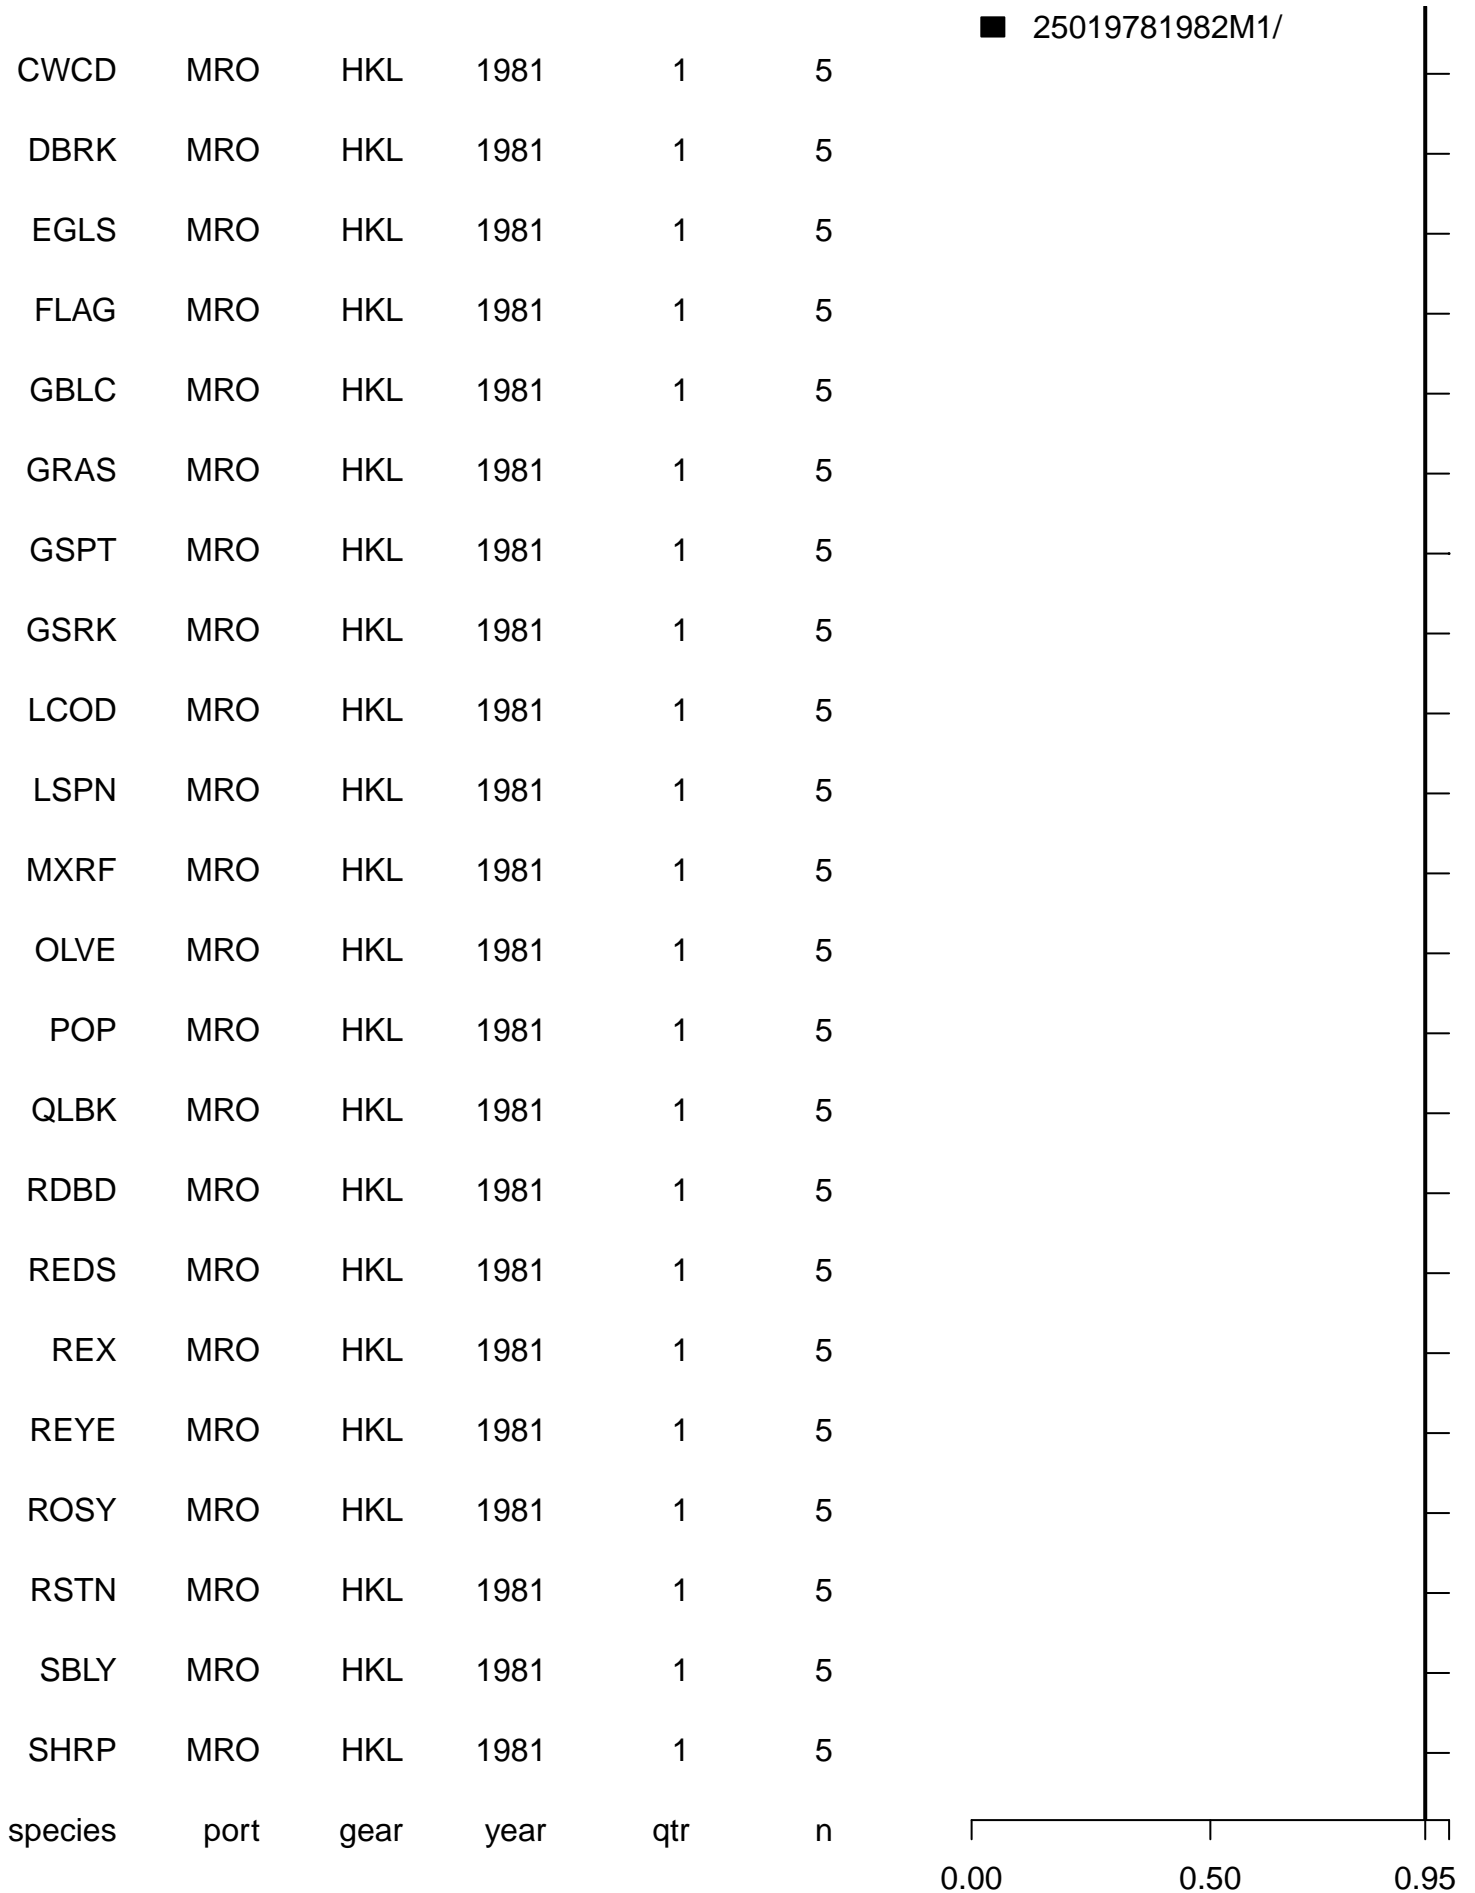 25019781982M1/
CWCD MRO HKL 1981 1 5
DBRK MRO HKL 1981 1 5
EGLS MRO HKL 1981 1 5
FLAG MRO HKL 1981 1 5
GBLC MRO HKL 1981 1 5
GRAS MRO HKL 1981 1 5
GSPT MRO HKL 1981 1 5
GSRK MRO HKL 1981 1 5
LCOD MRO HKL 1981 1 5
LSPN MRO HKL 1981 1 5
MXRF MRO HKL 1981 1 5
OLVE MRO HKL 1981 1 5
POP MRO HKL 1981 1 5
QLBK MRO HKL 1981 1 5
RDBD MRO HKL 1981 1 5
REDS MRO HKL 1981 1 5
REX MRO HKL 1981 1 5
REYE MRO HKL 1981 1 5
ROSY MRO HKL 1981 1 5
RSTN MRO HKL 1981 1 5
SBLY MRO HKL 1981 1 5
SHRP MRO HKL 1981 1 5
species port gear year qtr n
0.00 0.50 0.95